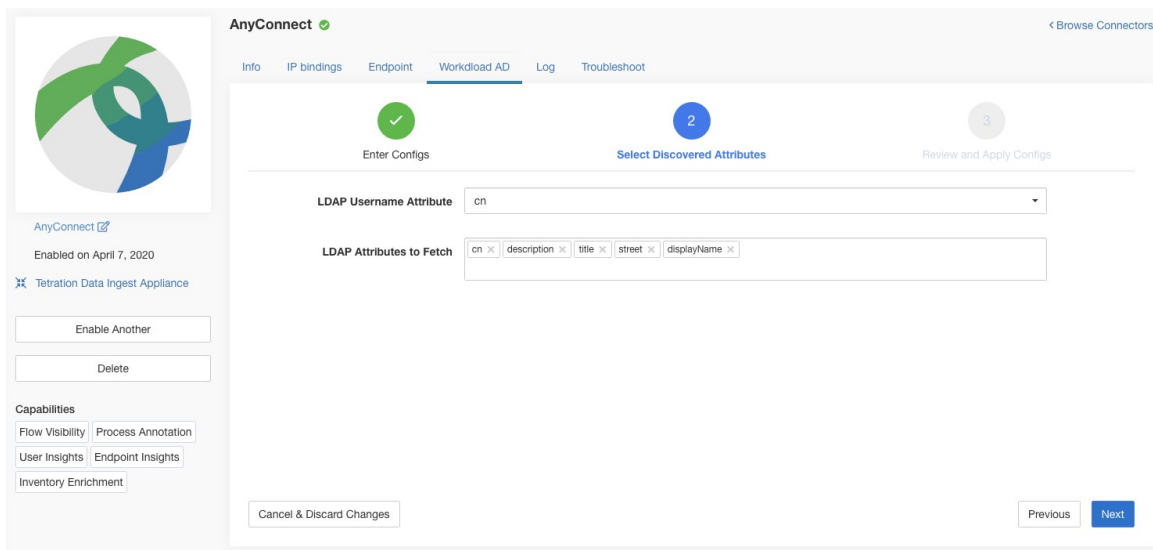 AnyConnect
< Browse Connectors
Info IP bindings Endpoint Workdload AD Log Troubleshoot
2
3
Enter Configs Select Discovered Attributes Review and Apply Configs
LDAP Username Attribute cn
LDAP Attributes to Fetch cn × description × title × street × displayName ×
AnyConnect
Enabled on April 7, 2020
Tetration Data Ingest Appliance
Enable Another
Delete
Capabilities
Flow Visibility Process Annotation
User Insights Endpoint Insights
Inventory Enrichment
Cancel & Discard Changes Previous Next